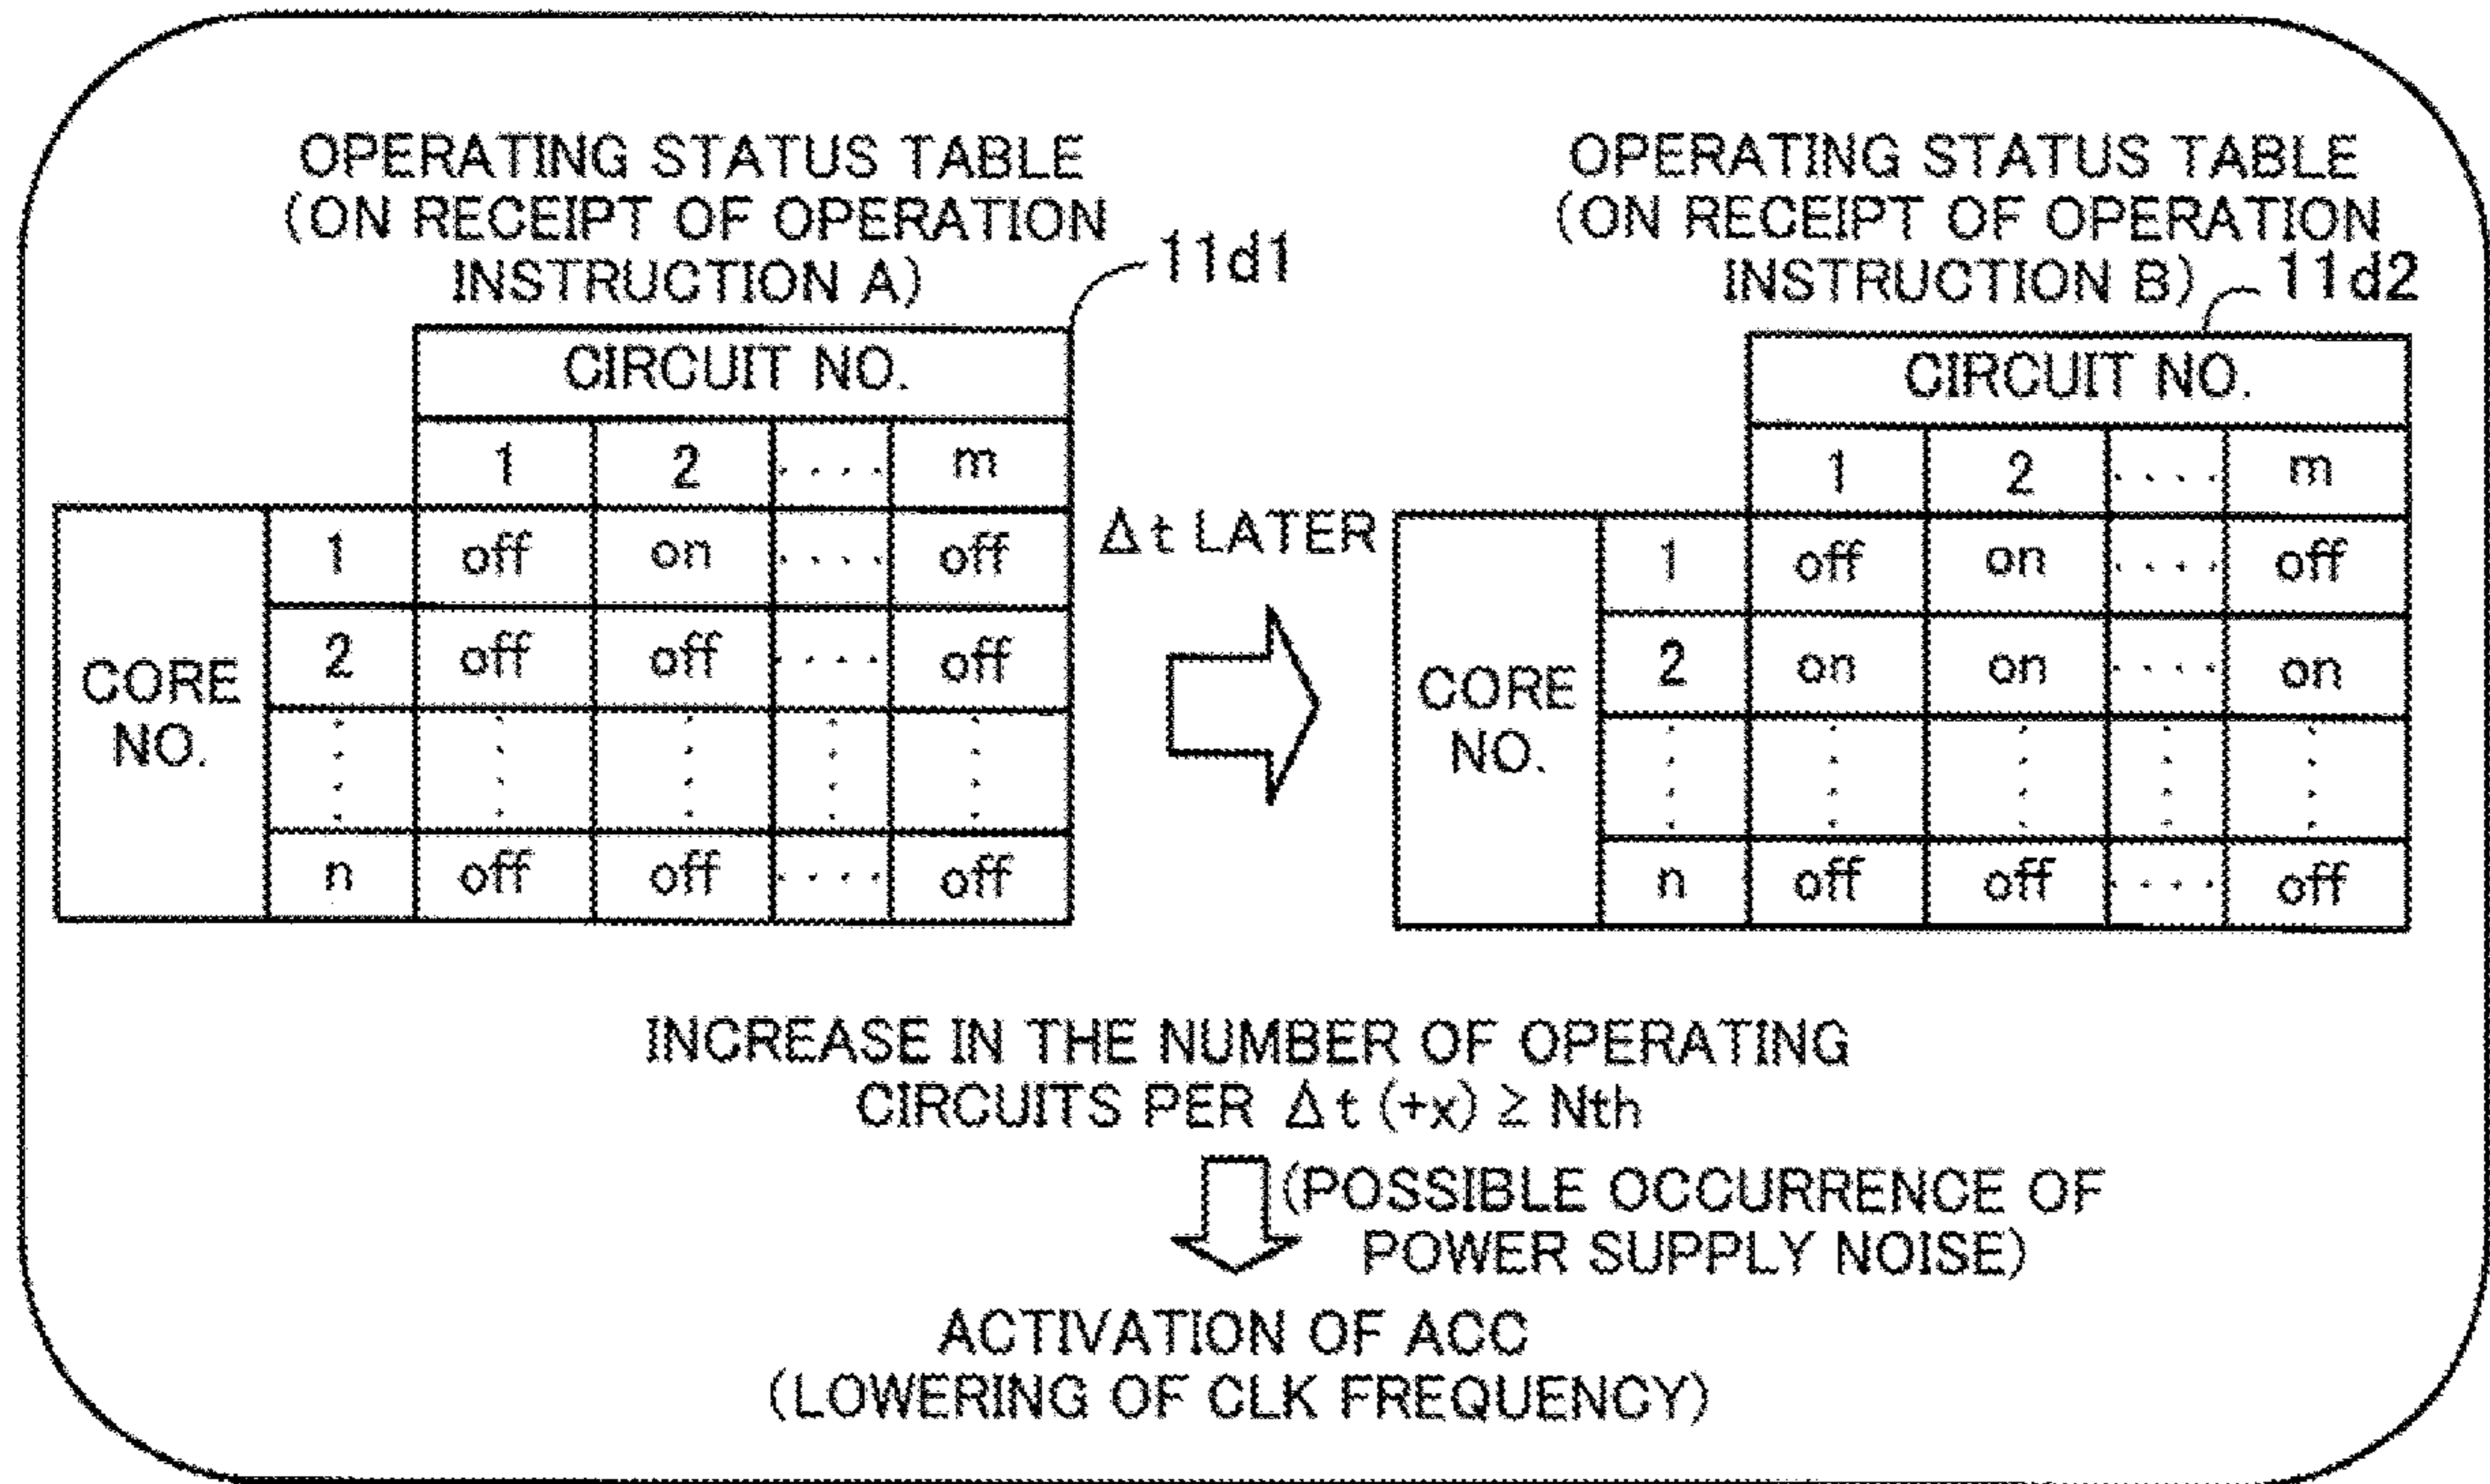 OPERATING STATUS TABLE
(ON RECEIPT OF OPERATION
INSTRUCTION A)
11d1
CIRCUIT NO.
1 2 .... m
CORE NO.
1 off on .... off
2 off off .... off
n off off .... off
Δt LATER
OPERATING STATUS TABLE
(ON RECEIPT OF OPERATION
INSTRUCTION B)
11d2
CIRCUIT NO.
1 2 .... m
CORE NO.
1 off on .... off
2 on on .... on
n off off .... off
INCREASE IN THE NUMBER OF OPERATING
CIRCUITS PER Δt (+x) ≥ Nth
(POSSIBLE OCCURRENCE OF
POWER SUPPLY NOISE)
ACTIVATION OF ACC
(LOWERING OF CLK FREQUENCY)